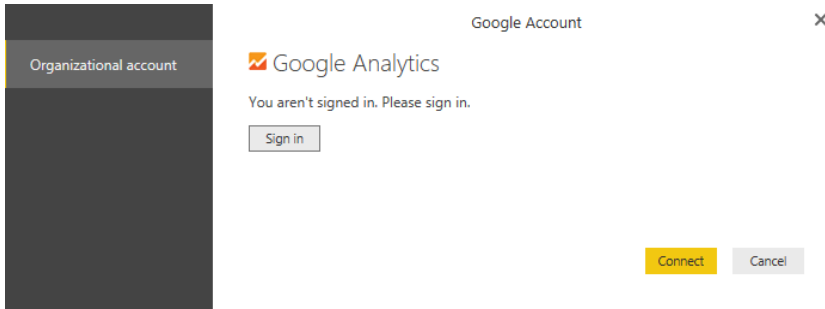 Google Account
Organizational account
Google Analytics
You aren't signed in. Please sign in.
Sign in
Connect
Cancel